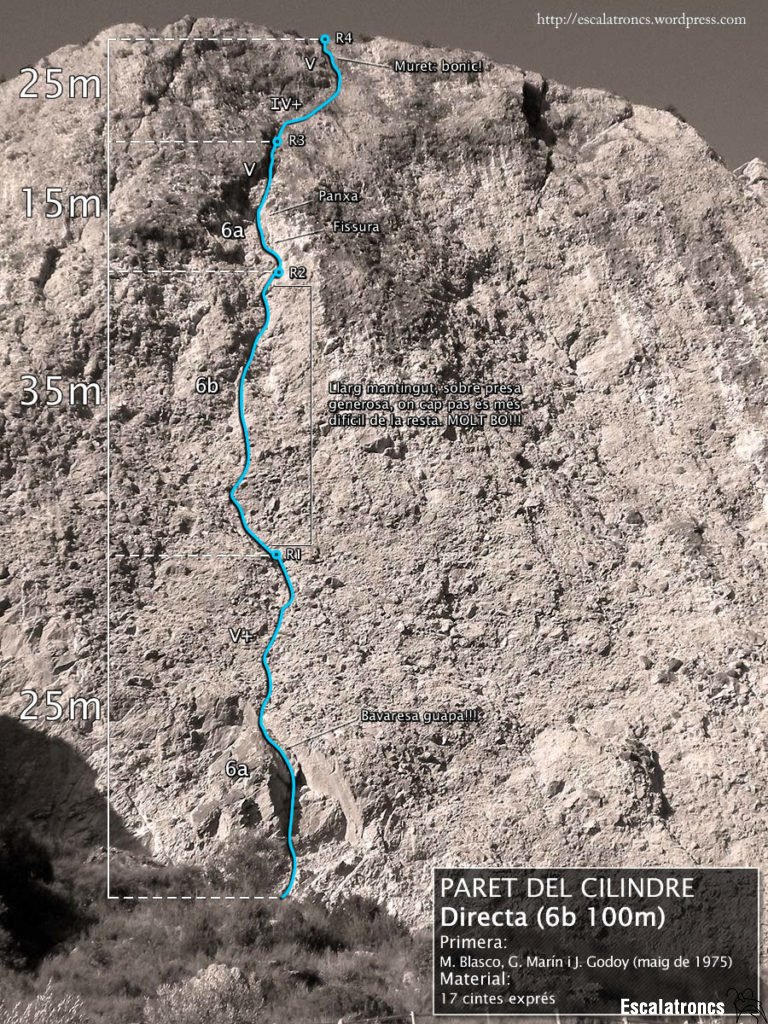 http://escalatroncs.wordpress.com
R4
V
Muret: bonic!
25m
IV+
R3
V
15m
Panxa
6a
Fissura
R2
35m
6b
Llarg mantingut, sobre presa
generosa, on cap pas és més
difícil de la resta. MOLT BO!!!
R1
V+
25m
Bavaresa guapa!!!
6a
PARET DEL CILINDRE
Directa (6b 100m)
Primera:
M. Blasco, G. Marín i J. Godoy (maig de 1975)
Material:
17 cintes exprés
Escalatroncs